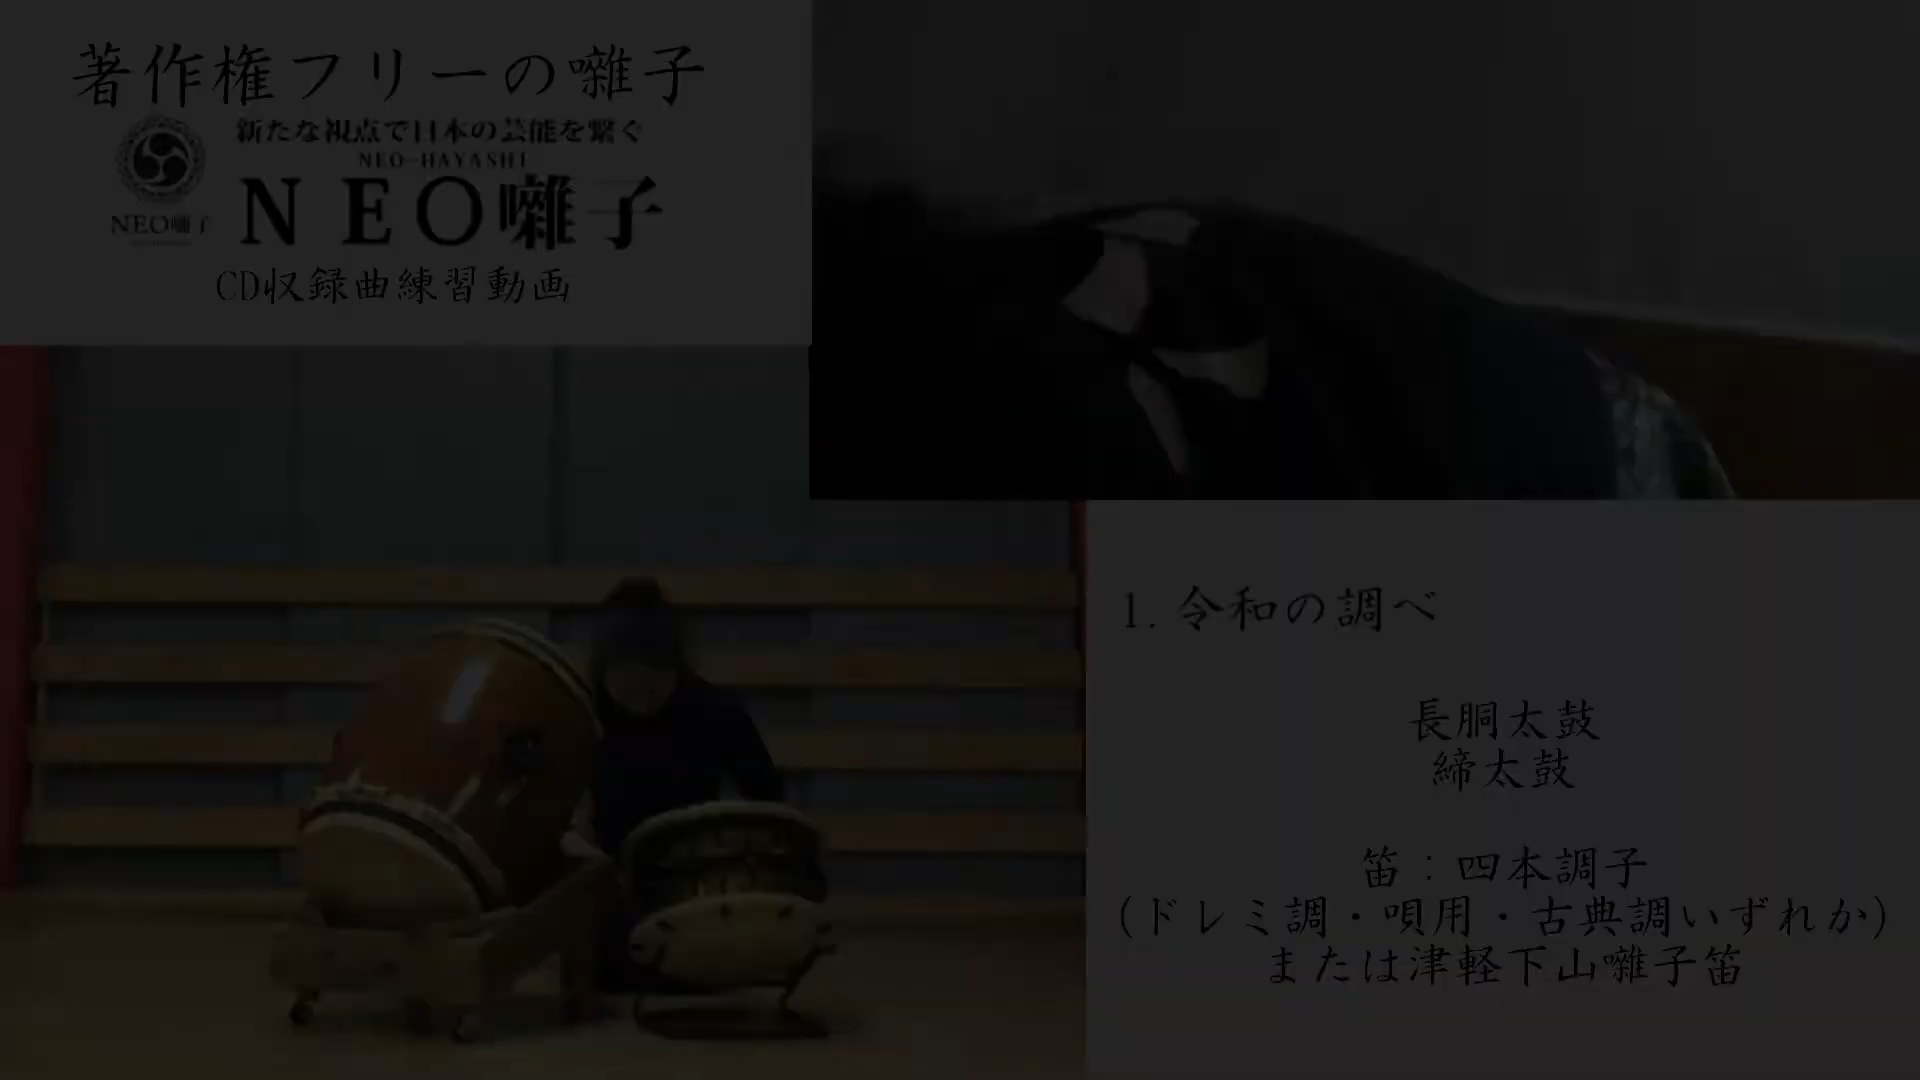 著作権フリーの囃子
新たな視点で日本の芸能を繋ぐ
NEO-HAYASHI
NEO囃子
NEO囃子
CD収録曲練習動画
1. 令和の調べ
長胴太鼓
締太鼓
笛：四本調子
(ドレミ調・唄用・古典調いずれか)
または津軽下山囃子笛